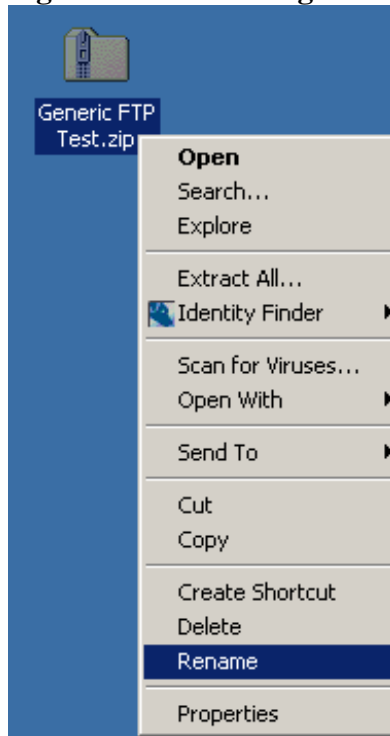 Generic FTP
Test.zip
Open
Search...
Explore
Extract All...
Identity Finder
Scan for Viruses...
Open With
Send To
Cut
Copy
Create Shortcut
Delete
Rename
Properties